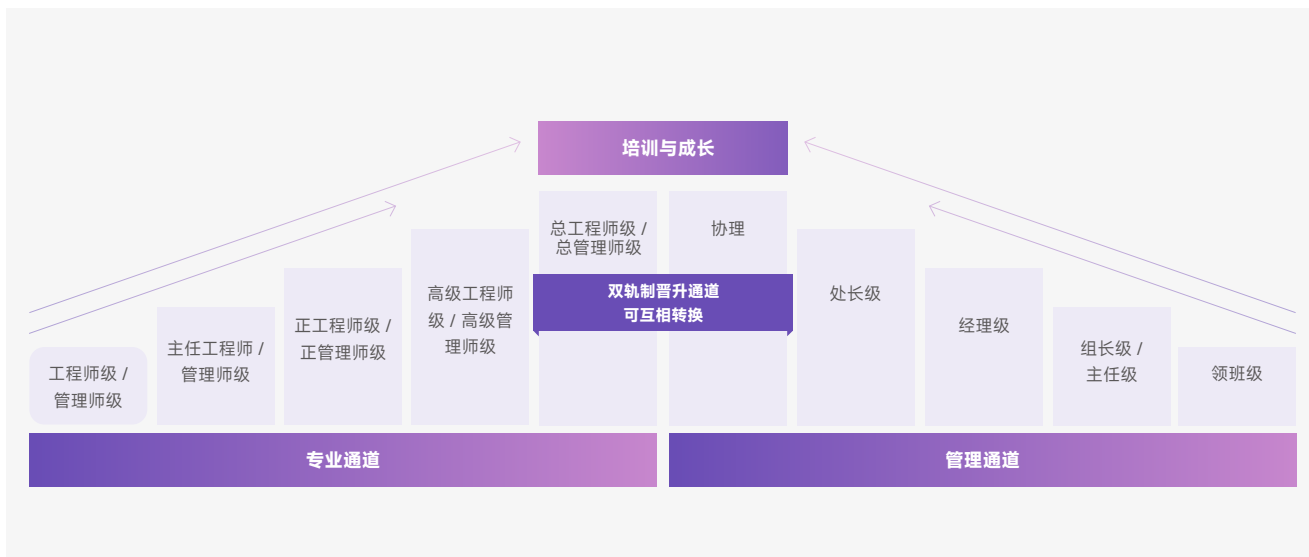 培训与成长
总工程师级 /
总管理师级
协理
双轨制晋升通道
可互相转换
高级工程师
级 / 高级管
理师级
处长级
正工程师级 /
正管理师级
经理级
主任工程师 /
管理师级
组长级 /
主任级
工程师级 /
管理师级
领班级
专业通道
管理通道